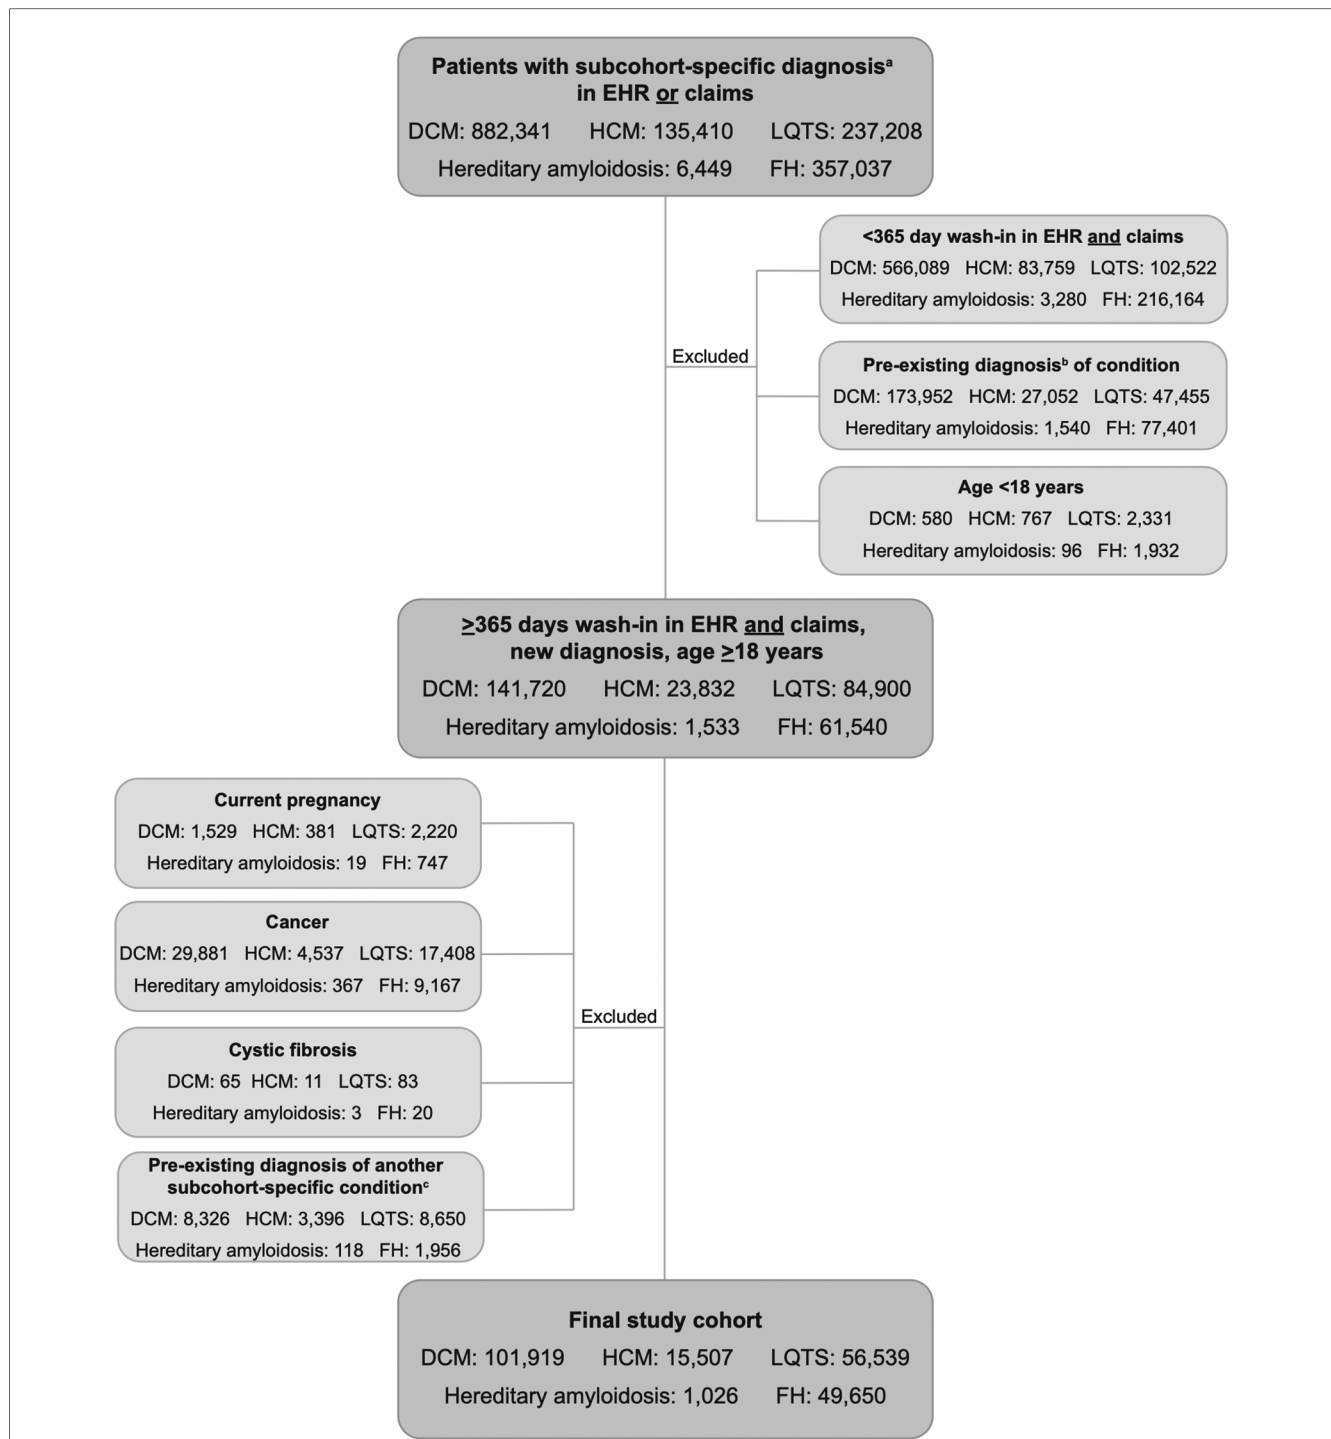 Patients with subcohort-specific diagnosisᵃ
in EHR or claims
DCM: 882,341 HCM: 135,410 LQTS: 237,208
Hereditary amyloidosis: 6,449 FH: 357,037
<365 day wash-in in EHR and claims
DCM: 566,089 HCM: 83,759 LQTS: 102,522
Hereditary amyloidosis: 3,280 FH: 216,164
Excluded
Pre-existing diagnosisᵇ of condition
DCM: 173,952 HCM: 27,052 LQTS: 47,455
Hereditary amyloidosis: 1,540 FH: 77,401
Age <18 years
DCM: 580 HCM: 767 LQTS: 2,331
Hereditary amyloidosis: 96 FH: 1,932
≥365 days wash-in in EHR and claims,
new diagnosis, age ≥18 years
DCM: 141,720 HCM: 23,832 LQTS: 84,900
Hereditary amyloidosis: 1,533 FH: 61,540
Current pregnancy
DCM: 1,529 HCM: 381 LQTS: 2,220
Hereditary amyloidosis: 19 FH: 747
Cancer
DCM: 29,881 HCM: 4,537 LQTS: 17,408
Hereditary amyloidosis: 367 FH: 9,167
Excluded
Cystic fibrosis
DCM: 65 HCM: 11 LQTS: 83
Hereditary amyloidosis: 3 FH: 20
Pre-existing diagnosis of another
subcohort-specific conditionᶜ
DCM: 8,326 HCM: 3,396 LQTS: 8,650
Hereditary amyloidosis: 118 FH: 1,956
Final study cohort
DCM: 101,919 HCM: 15,507 LQTS: 56,539
Hereditary amyloidosis: 1,026 FH: 49,650